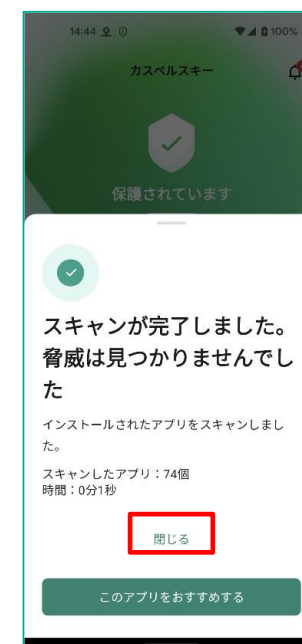 14:44
100%
カスペルスキー
保護されています
スキャンが完了しました。
脅威は見つかりませんでし
た
インストールされたアプリをスキャンしまし
た。
スキャンしたアプリ：74個
時間：0分1秒
閉じる
このアプリをおすすめする